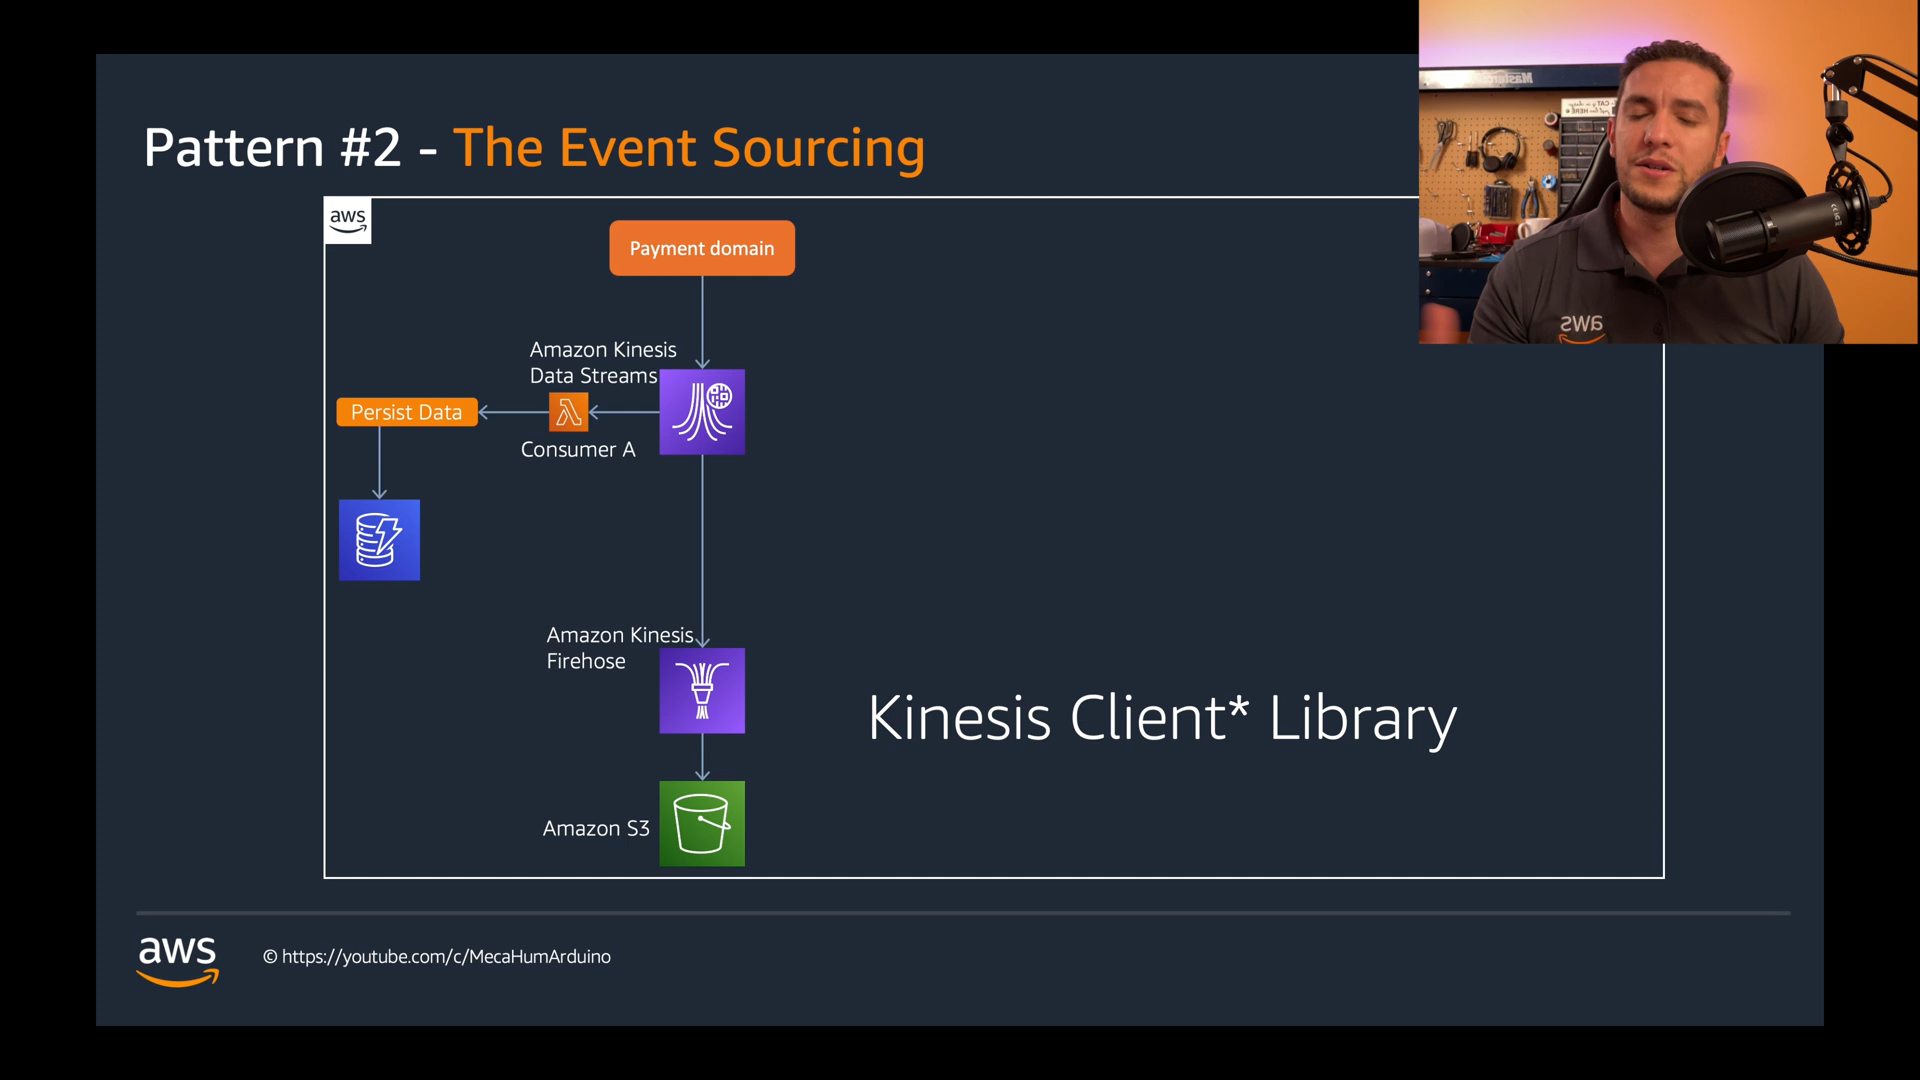 Pattern #2 - The Event Sourcing
aws
Payment domain
Amazon Kinesis
Data Streams
Persist Data
Consumer A
Amazon Kinesis
Firehose
Kinesis Client* Library
Amazon S3
aws
© https://youtube.com/c/MecaHumArduino
aws